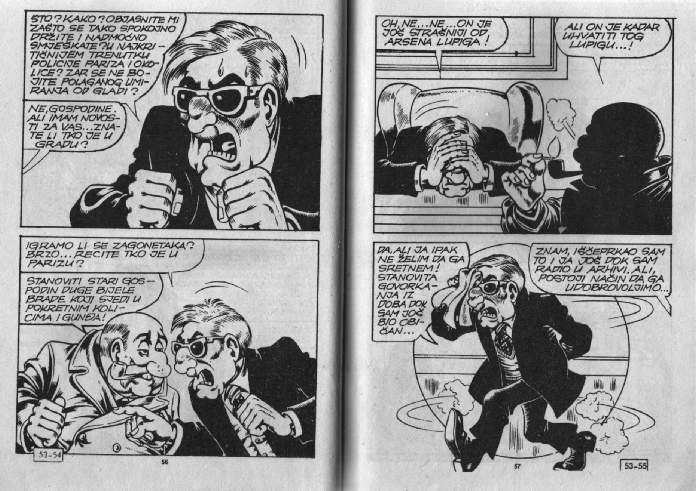 ŠTO? KAKO? OBJASNITE MI
ZAŠTO SE TAKO SPOKOJNO
DRŽITE I NADMOĆNO
SMJEŠKATE?U NAJKRI-
TIČNIJEM TRENUTKU
POLICIJE PARIZA I OKO-
LICE? ZAR SE NE BO-
JITE POLAGANOG UMI-
RANJA OD GLADI?
NE, GOSPODINE,
ALI IMAM NOVOS-
TI ZA VAS...ZNA-
TE LI TKO JE U
GRADU?
IGRAMO LI SE ZAGONETAKA?
BRZO... RECITE TKO JE U
PARIZU?
STANOVITI STARI GOS-
PODIN DUGE BIJELE
BRADE, KOJI SJEDI U
POKRETNIM KOLI-
CIMA I GUNĐA!
53-54
56
OH, NE...NE...ON JE
JOŠ STRAŠNIJI OD
ARSENA LUPIGA!
ALI ON JE KADAR
UHVATITI TOG
LUPIGU...!
DA, ALI JA IPAK
NE ŽELIM DA GA
SRETNEM!
STANOVITA
GOVORKA-
NJA IZ
DOBA DOK
SAM JOŠ
BIO OBI-
ČAN...
ZNAM, IŠČEPRKAO SAM
TO I JA JOŠ DOK SAM
RADIO U ARHIVI. ALI,
POSTOJI NAČIN DA GA
UDOBROVOLJIMO...
57
53-55